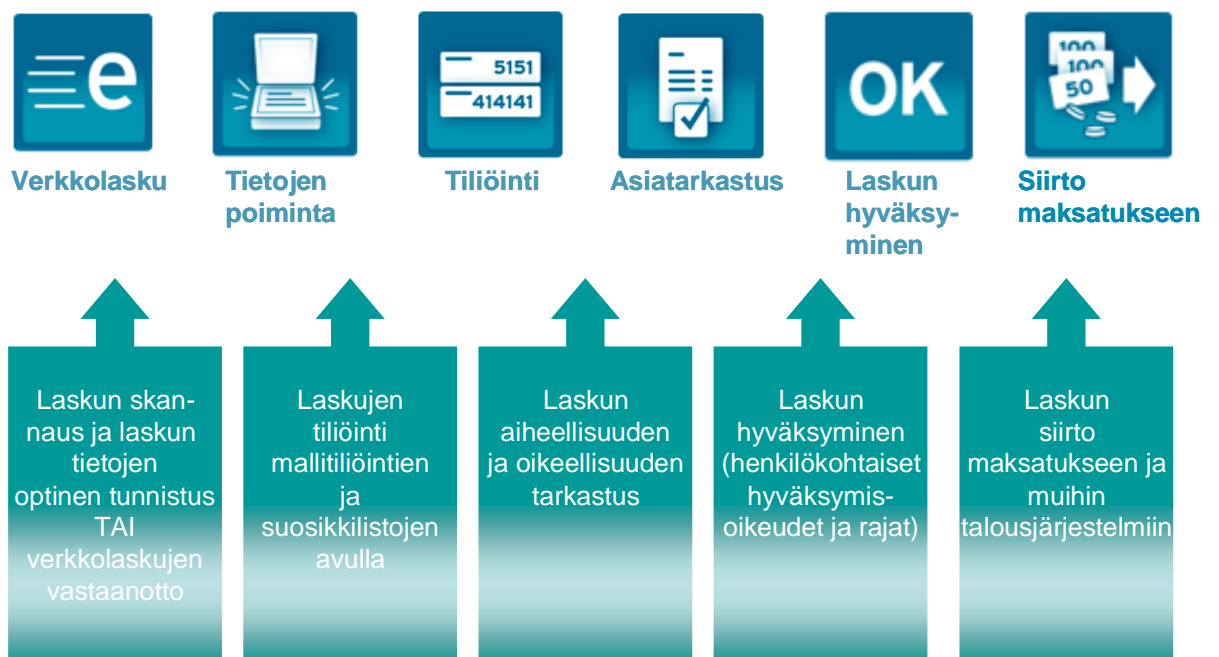 e
5151
414141
OK
100
100
50
Verkkolasku
Tietojen
poiminta
Tiliöinti
Asiatarkastus
Laskun
hyväksy-
minen
Siirto
maksatukseen
Laskun skan-
naus ja laskun
tietojen
optinen tunnistus
TAI
verkkolaskujen
vastaanotto
Laskujen
tiliöinti
mallitiliöintien
ja
suosikkilistojen
avulla
Laskun
aiheellisuuden
ja oikeellisuuden
tarkastus
Laskun
hyväksyminen
(henkilökohtaiset
hyväksymis-
oikeudet ja rajat)
Laskun
siirto
maksatukseen ja
muihin
talousjärjestelmiin